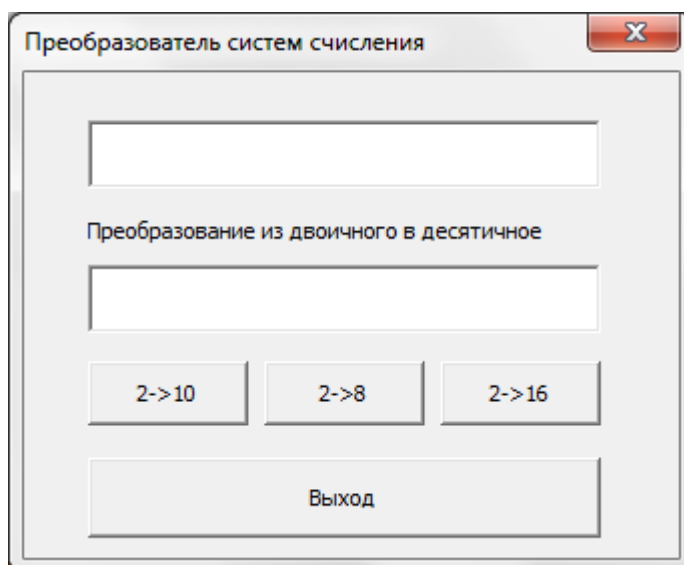 Преобразователь систем счисления
Преобразование из двоичного в десятичное
2->10 2->8 2->16
Выход